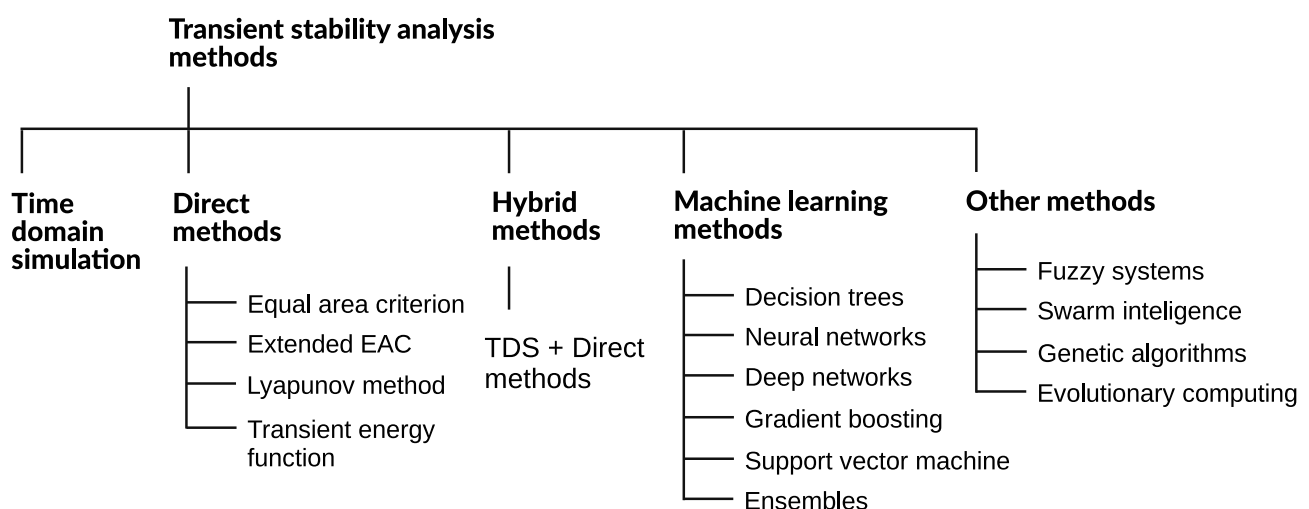 Transient stability analysis
methods
Time
domain
simulation
Direct
methods
Equal area criterion
Extended EAC
Lyapunov method
Transient energy
function
Hybrid
methods
TDS + Direct
methods
Machine learning
methods
Decision trees
Neural networks
Deep networks
Gradient boosting
Support vector machine
Ensembles
Other methods
Fuzzy systems
Swarm inteligence
Genetic algorithms
Evolutionary computing